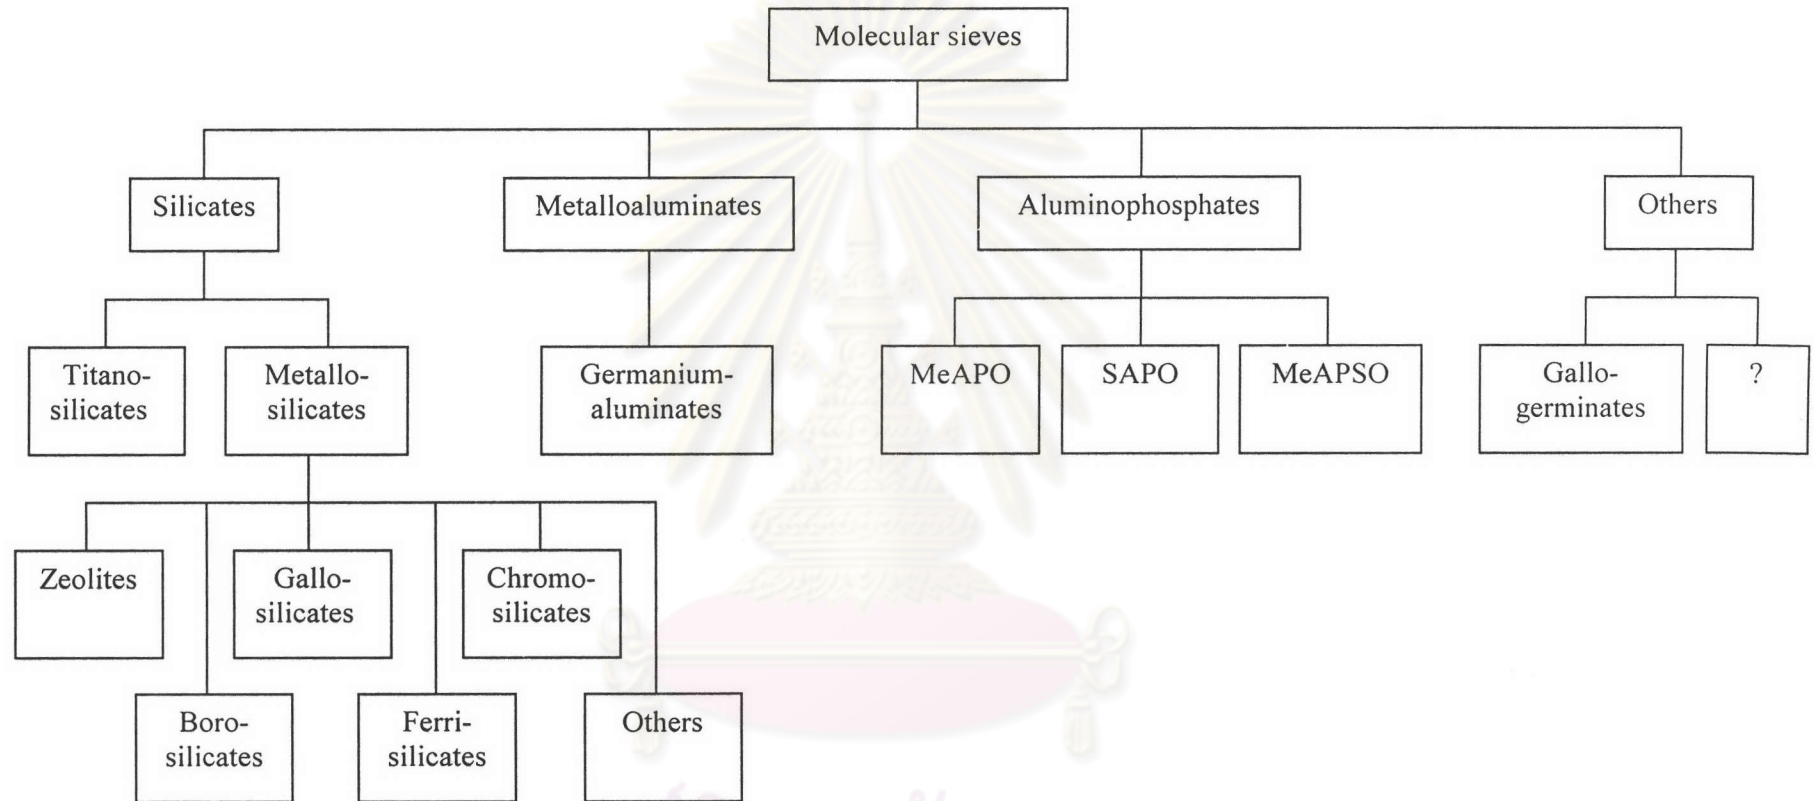 Molecular sieves
Silicates
Metalloaluminates
Aluminophosphates
Others
Titano-
silicates
Metallo-
silicates
Germanium-
aluminates
MeAPO
SAPO
MeAPSO
Gallo-
germinates
?
Zeolites
Gallo-
silicates
Chromo-
silicates
Boro-
silicates
Ferri-
silicates
Others